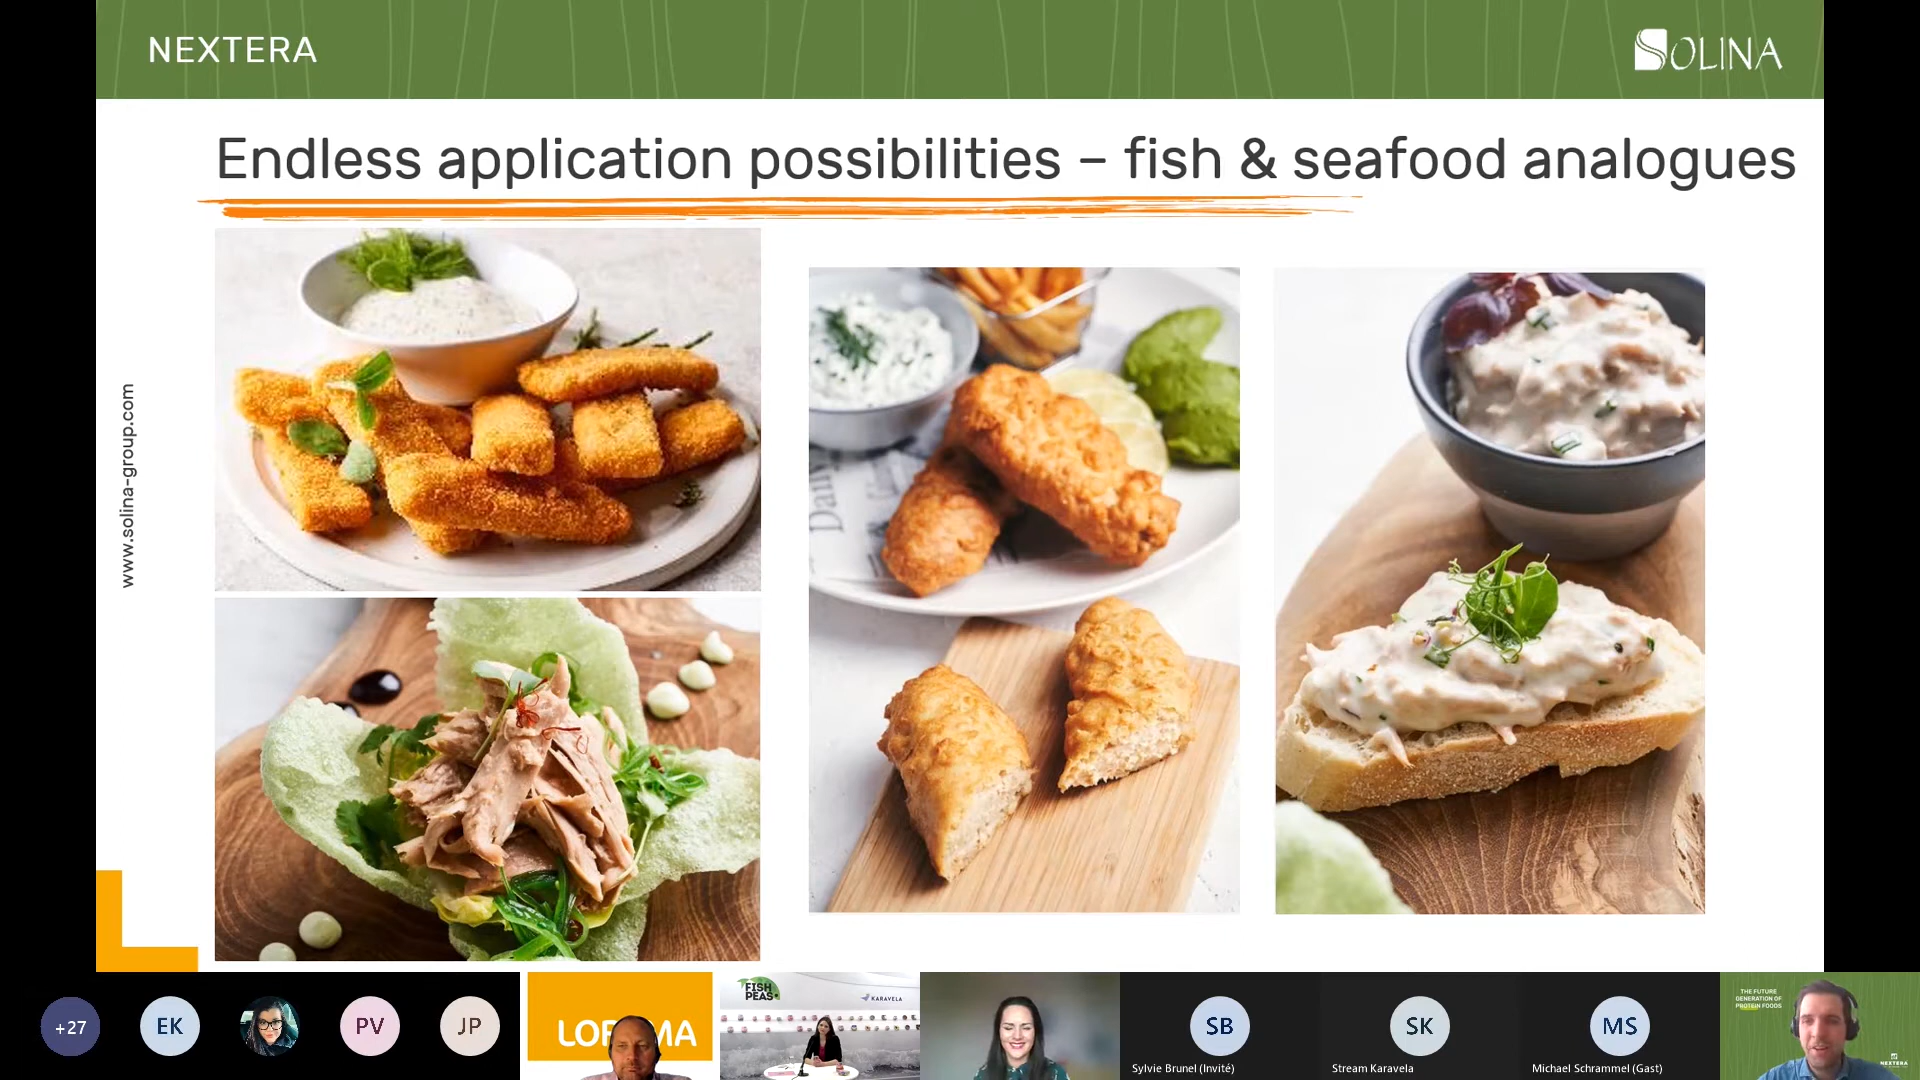 NEXTERA
SOLINA
Endless application possibilities – fish & seafood analogues
www.solina-group.com
+27
EK
PV
JP
FISH
PEAS
KARAVELA
SB
Sylvie Brunel (Invité)
SK
Stream Karavela
MS
Michael Schrammel (Gast)
THE FUTURE
GENERATION OF
PROTEIN FOODS
NEXTERA